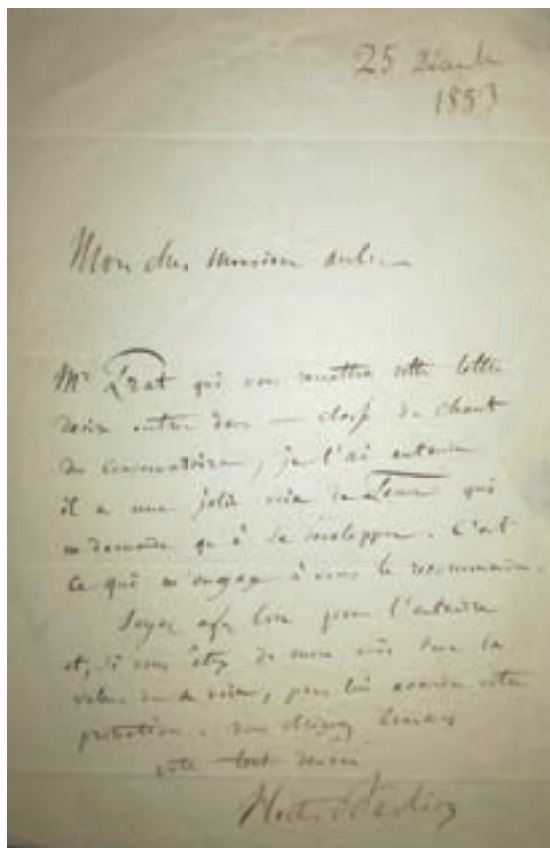 25 Décembre
1853
Mon cher Monsieur Auber
Mr Prat qui vous remettra cette lettre
désire entrer dans une classe de chant
du conservatoire, je l'ai entendu
il a une jolie voix de Ténor qui
ne demande qu'à se développer. C'est
ce qui m'engage à vous le recommander.
Soyez assez bon pour l'entendre
et, si vous êtes de mon avis sur la
valeur de sa voix, pour lui accorder votre
protection.
votre tout dévoué
Hector Berlioz